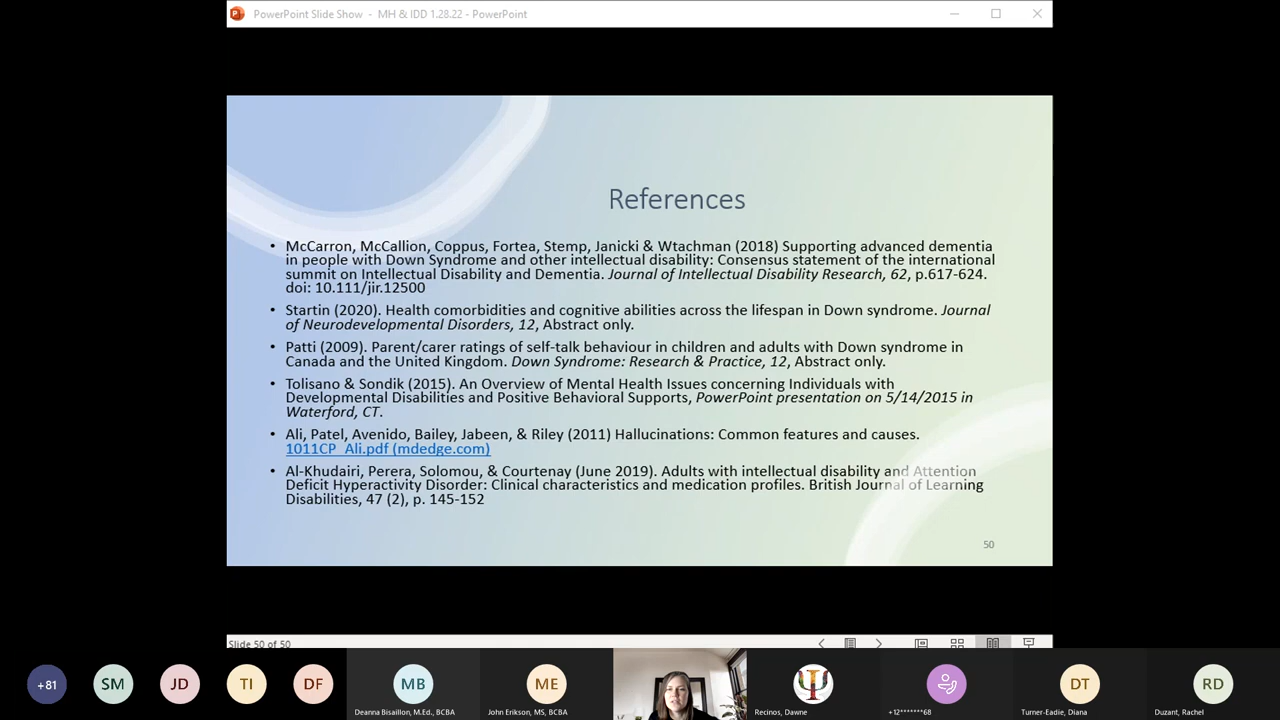 PowerPoint Slide Show - MH & IDD 1.28.22 - PowerPoint
References
• McCarron, McCallion, Coppus, Fortea, Stemp, Janicki & Wtachman (2018) Supporting advanced dementia
in people with Down Syndrome and other intellectual disability: Consensus statement of the international
summit on Intellectual Disability and Dementia. Journal of Intellectual Disability Research, 62, p.617-624.
doi: 10.111/jir.12500
• Startin (2020). Health comorbidities and cognitive abilities across the lifespan in Down syndrome. Journal
of Neurodevelopmental Disorders, 12, Abstract only.
• Patti (2009). Parent/carer ratings of self-talk behaviour in children and adults with Down syndrome in
Canada and the United Kingdom. Down Syndrome: Research & Practice, 12, Abstract only.
• Tolisano & Sondik (2015). An Overview of Mental Health Issues concerning Individuals with
Developmental Disabilities and Positive Behavioral Supports, PowerPoint presentation on 5/14/2015 in
Waterford, CT.
• Ali, Patel, Avenido, Bailey, Jabeen, & Riley (2011) Hallucinations: Common features and causes.
1011CP_Ali.pdf (mdedge.com)
• Al-Khudairi, Perera, Solomou, & Courtenay (June 2019). Adults with intellectual disability and Attention
Deficit Hyperactivity Disorder: Clinical characteristics and medication profiles. British Journal of Learning
Disabilities, 47 (2), p. 145-152
50
Slide 50 of 50
+81 SM JD TI DF MB ME DT RD
Deanna Bisaillon, M.Ed., BCBA John Erikson, MS, BCBA Recinos, Dawne +12*******68 Turner-Eadie, Diana Duzant, Rachel